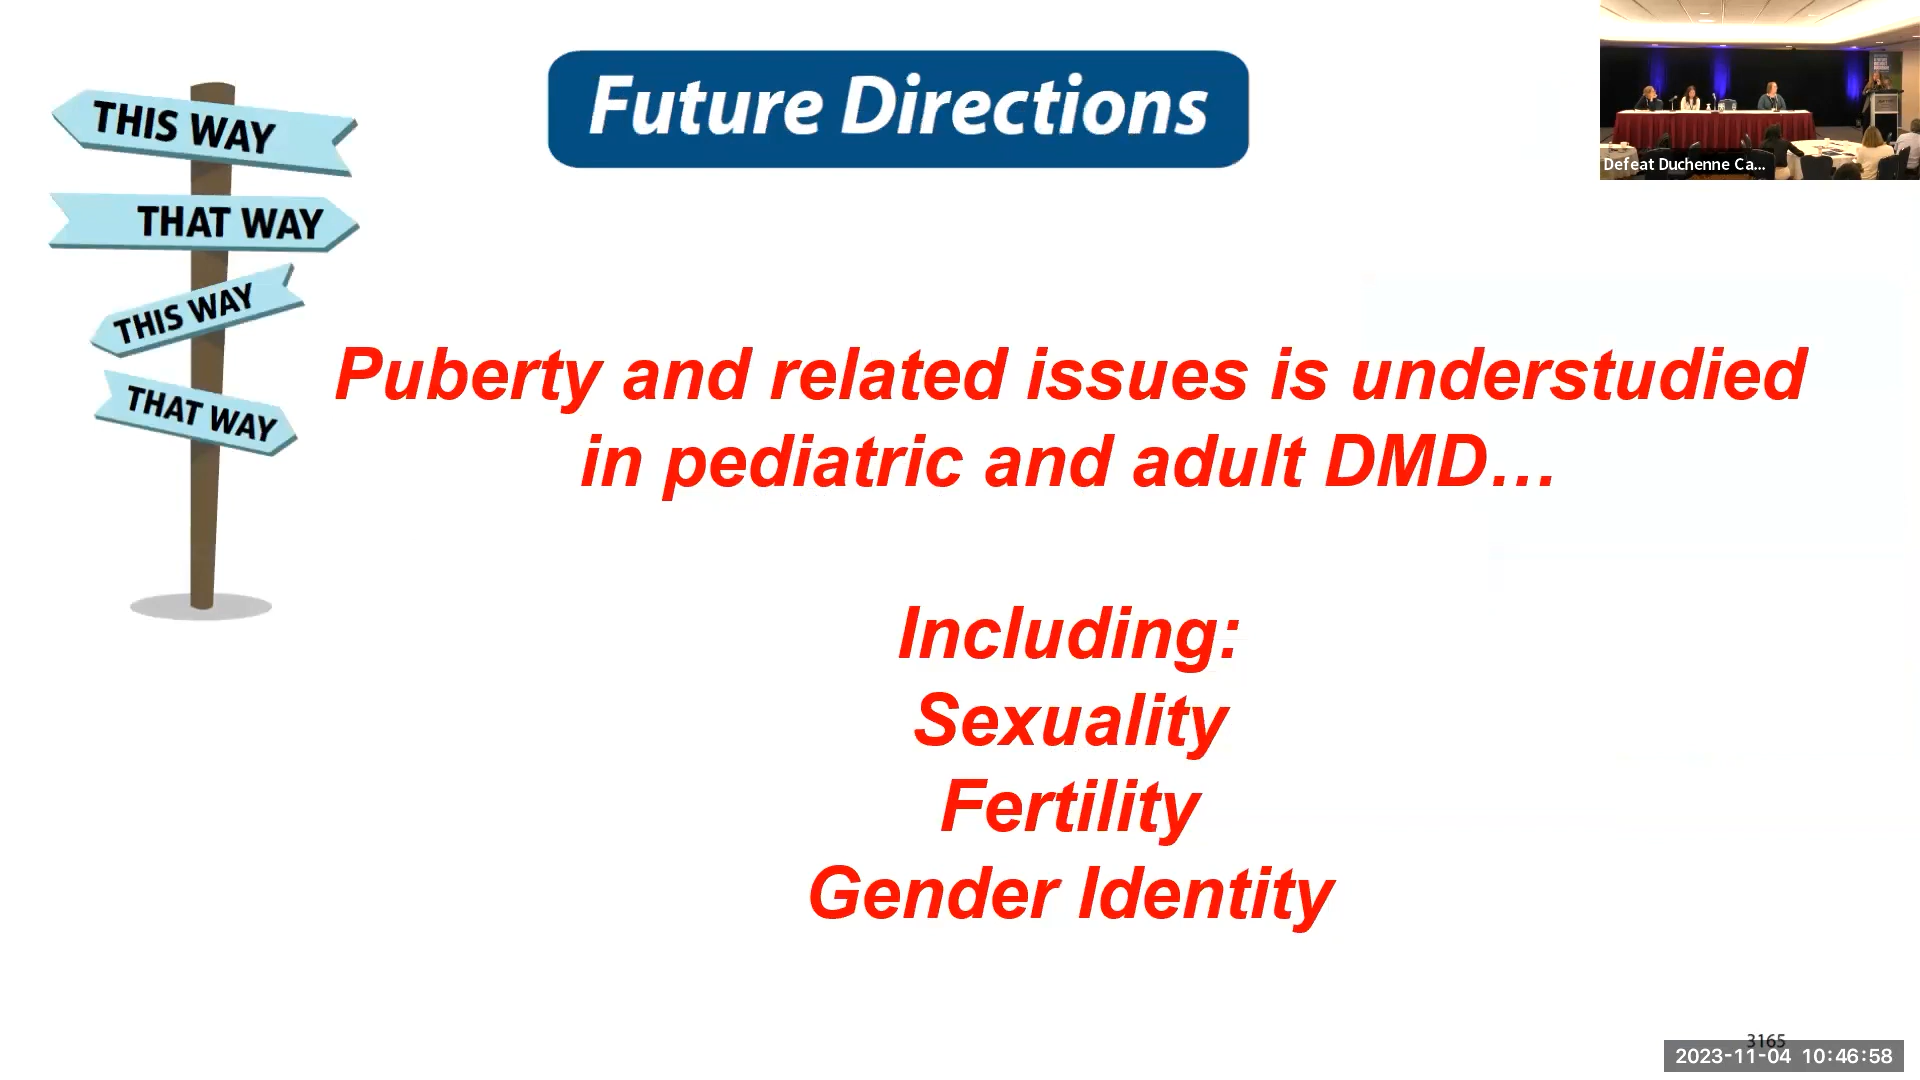 Future Directions
THIS WAY
THAT WAY
THIS WAY
THAT WAY
Defeat Duchenne Ca...
Puberty and related issues is understudied
in pediatric and adult DMD...
Including:
Sexuality
Fertility
Gender Identity
3165
2023-11-04 10:46:58